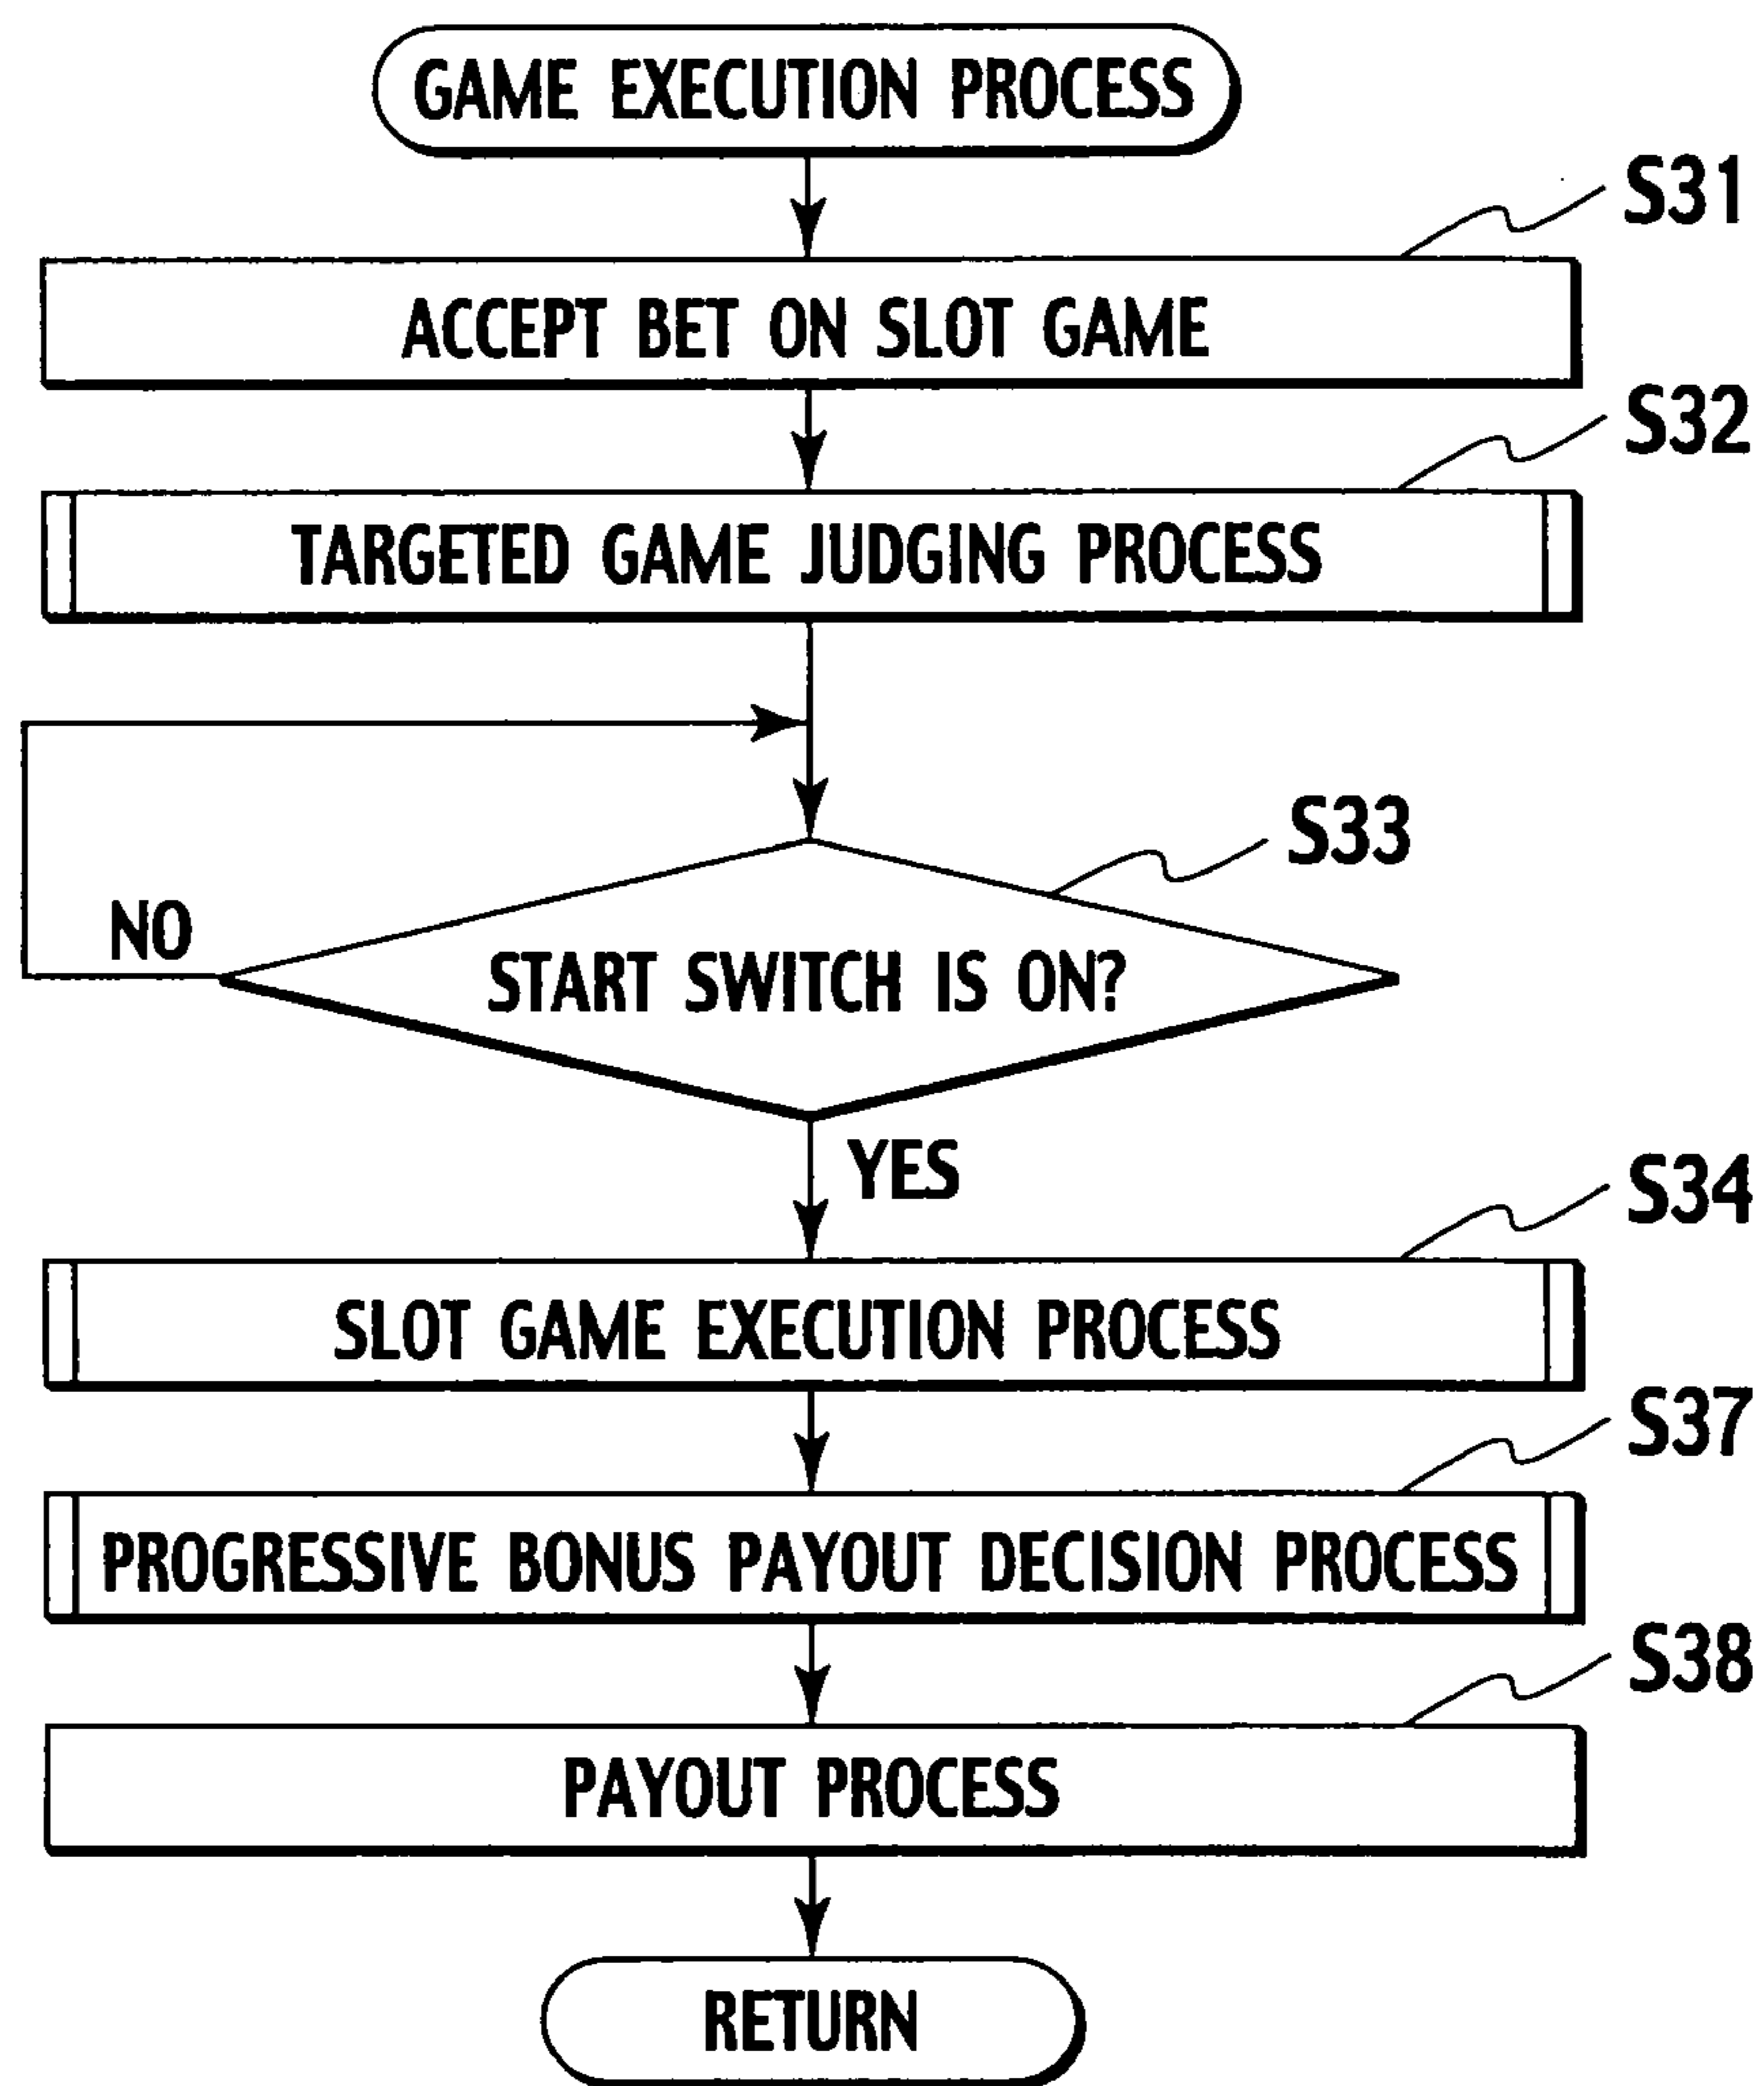 GAME EXECUTION PROCESS
S31
ACCEPT BET ON SLOT GAME
S32
TARGETED GAME JUDGING PROCESS
S33
NO
START SWITCH IS ON?
YES
S34
SLOT GAME EXECUTION PROCESS
S37
PROGRESSIVE BONUS PAYOUT DECISION PROCESS
S38
PAYOUT PROCESS
RETURN